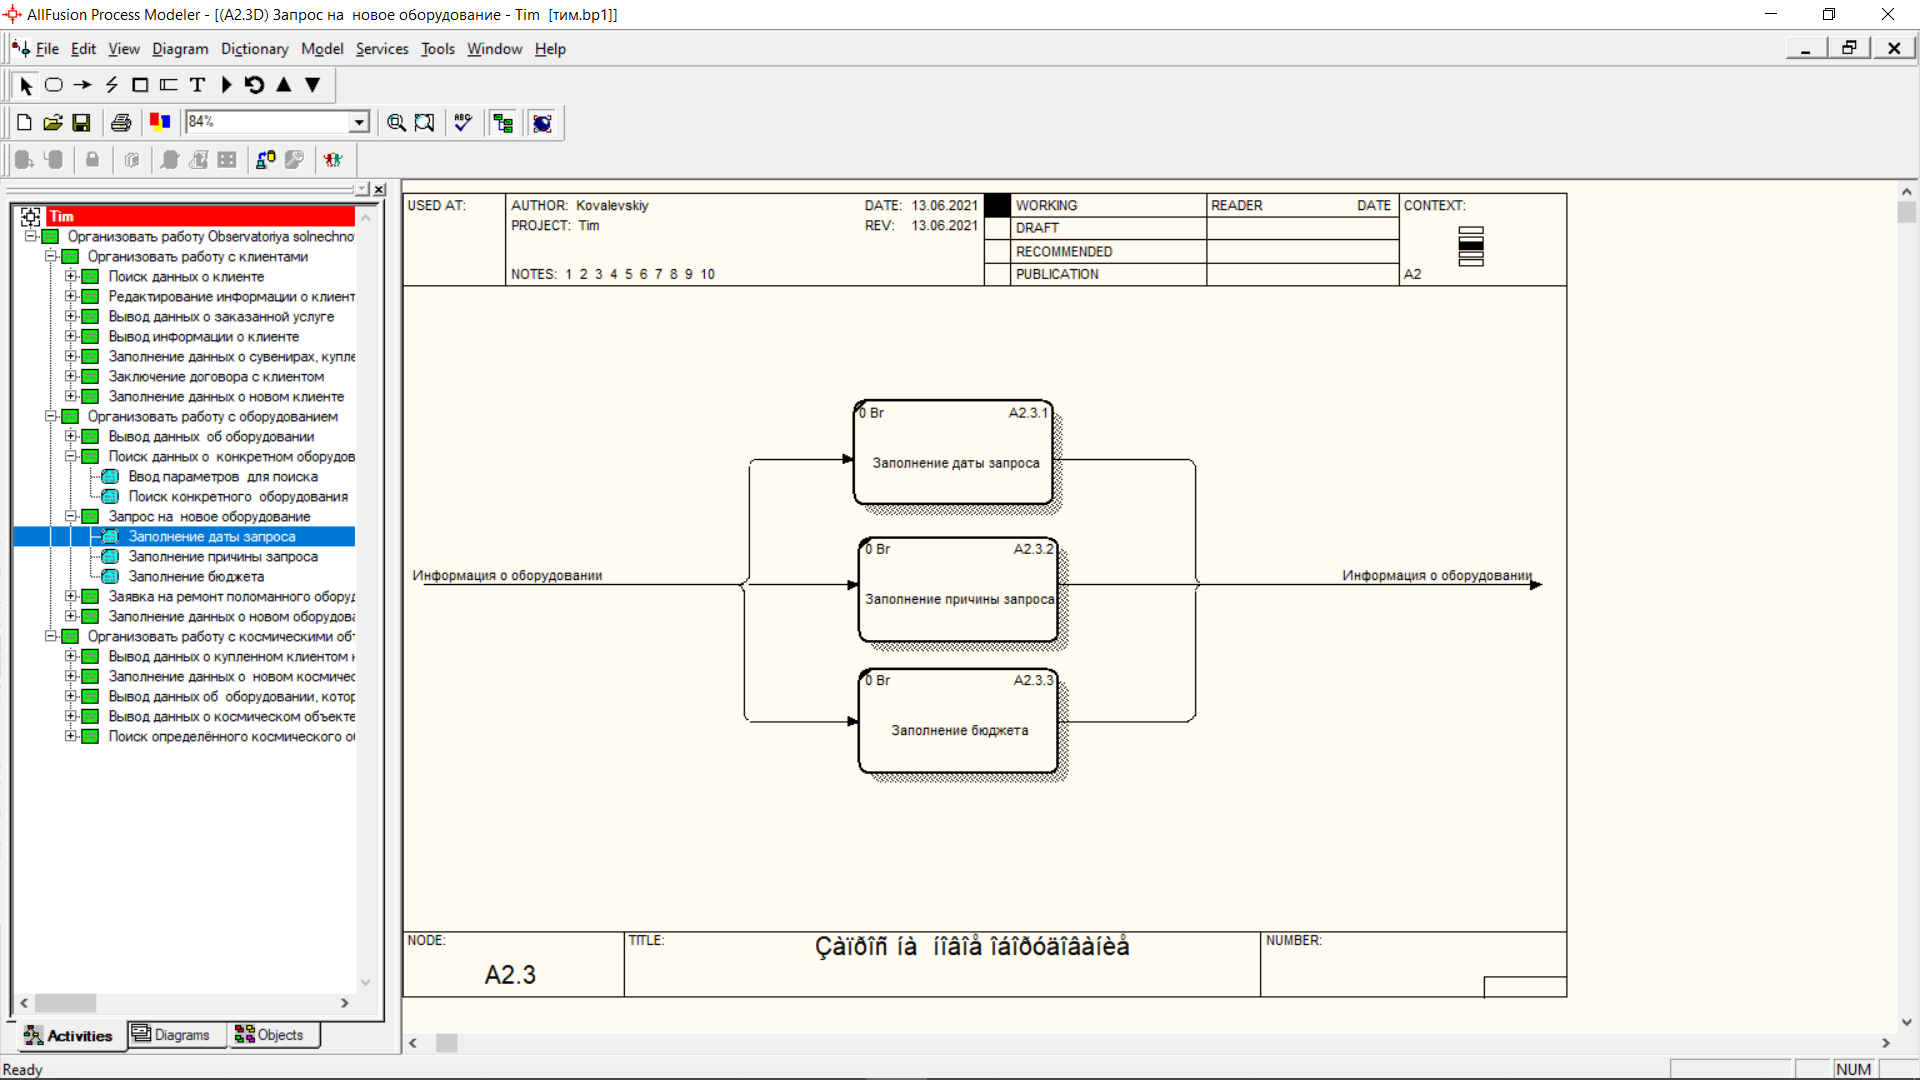 AllFusion Process Modeler - [(A2.3D) Запрос на  новое оборудование - Tim  [тим.bp1]]
File Edit View Diagram Dictionary Model Services Tools Window Help
T
84%
ABC
Tim
Организовать работу Observatoriya solnechno
Организовать работу с клиентами
Поиск данных о клиенте
Редактирование информации о клиент
Вывод данных о заказанной услуге
Вывод информации о клиенте
Заполнение данных о сувенирах, купле
Заключение договора с клиентом
Заполнение данных о новом клиенте
Организовать работу с оборудованием
Вывод данных  об оборудовании
Поиск данных о  конкретном оборудов
Ввод параметров  для поиска
Поиск конкретного  оборудования
Запрос на  новое оборудование
Заполнение даты запроса
Заполнение причины запроса
Заполнение бюджета
Заявка на ремонт поломанного оборуд
Заполнение данных о новом оборудова
Организовать работу с космическими об
Вывод данных о купленном клиентом
Заполнение данных о  новом космичес
Вывод данных об  оборудовании, котор
Вывод данных о космическом объекте
Поиск определённого космического о
Activities Diagrams Objects
USED AT:
AUTHOR: Kovalevskiy
PROJECT: Tim
NOTES: 1 2 3 4 5 6 7 8 9 10
DATE: 13.06.2021
REV: 13.06.2021
WORKING
DRAFT
RECOMMENDED
PUBLICATION
READER DATE
CONTEXT:
A2
0 Br A2.3.1
Заполнение даты запроса
0 Br A2.3.2
Заполнение причины запроса
0 Br A2.3.3
Заполнение бюджета
Информация о оборудовании
Информация о оборудовании
NODE:
A2.3
TITLE:
Çàïðîñ íà  íîâîå îáîðóäîâàíèå
NUMBER:
Ready
NUM